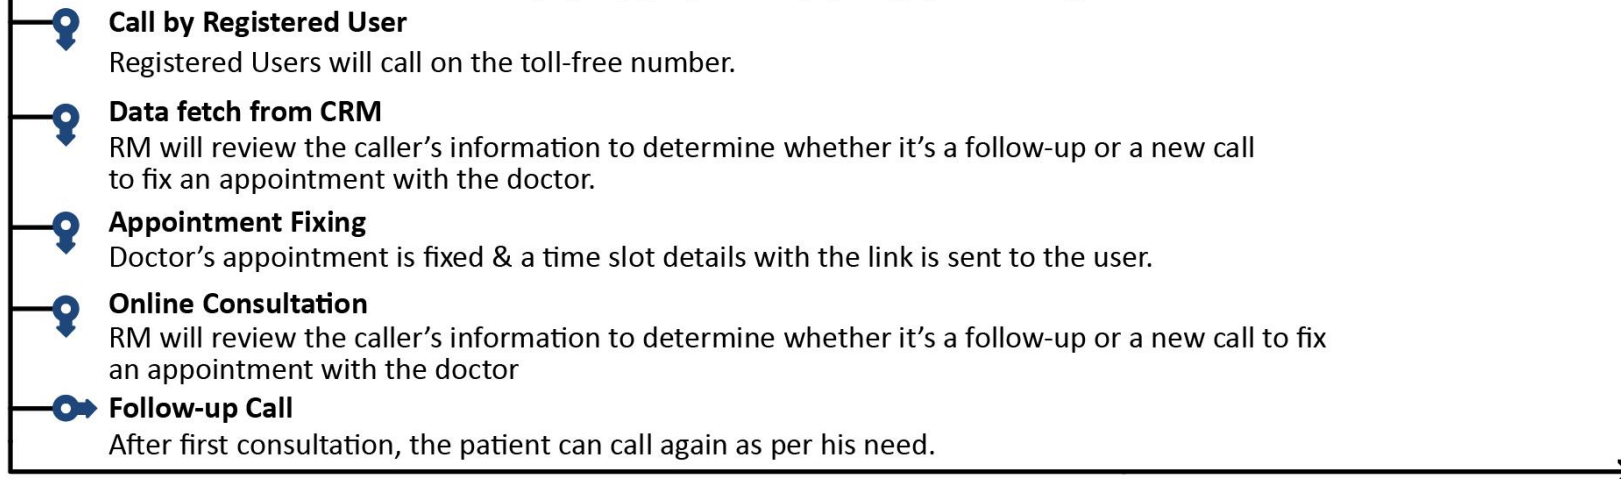 Call by Registered User
Registered Users will call on the toll-free number.
Data fetch from CRM
RM will review the caller’s information to determine whether it’s a follow-up or a new call
to fix an appointment with the doctor.
Appointment Fixing
Doctor’s appointment is fixed & a time slot details with the link is sent to the user.
Online Consultation
RM will review the caller’s information to determine whether it’s a follow-up or a new call to fix
an appointment with the doctor
Follow-up Call
After first consultation, the patient can call again as per his need.